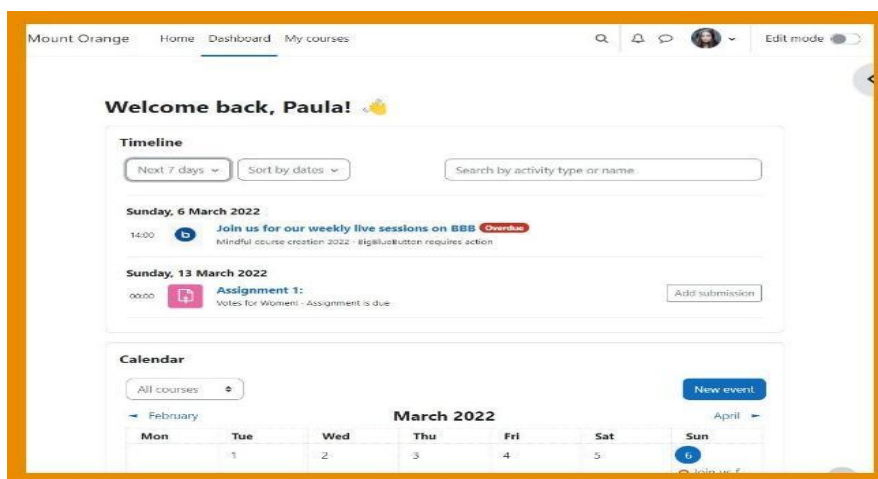 Mount Orange Home Dashboard My courses Edit mode
Welcome back, Paula!
Timeline
Next 7 days Sort by dates Search by activity type or name
Sunday, 6 March 2022
14:00 b Join us for our weekly live sessions on BBB Overdue
Mindful course creation 2022 - BigBlueButton requires action
Sunday, 13 March 2022
00:00 Assignment 1: Add submission
Votes for Women! - Assignment is due
Calendar
All courses New event
February March 2022 April
Mon Tue Wed Thu Fri Sat Sun
1 2 3 4 5 6
Join us f